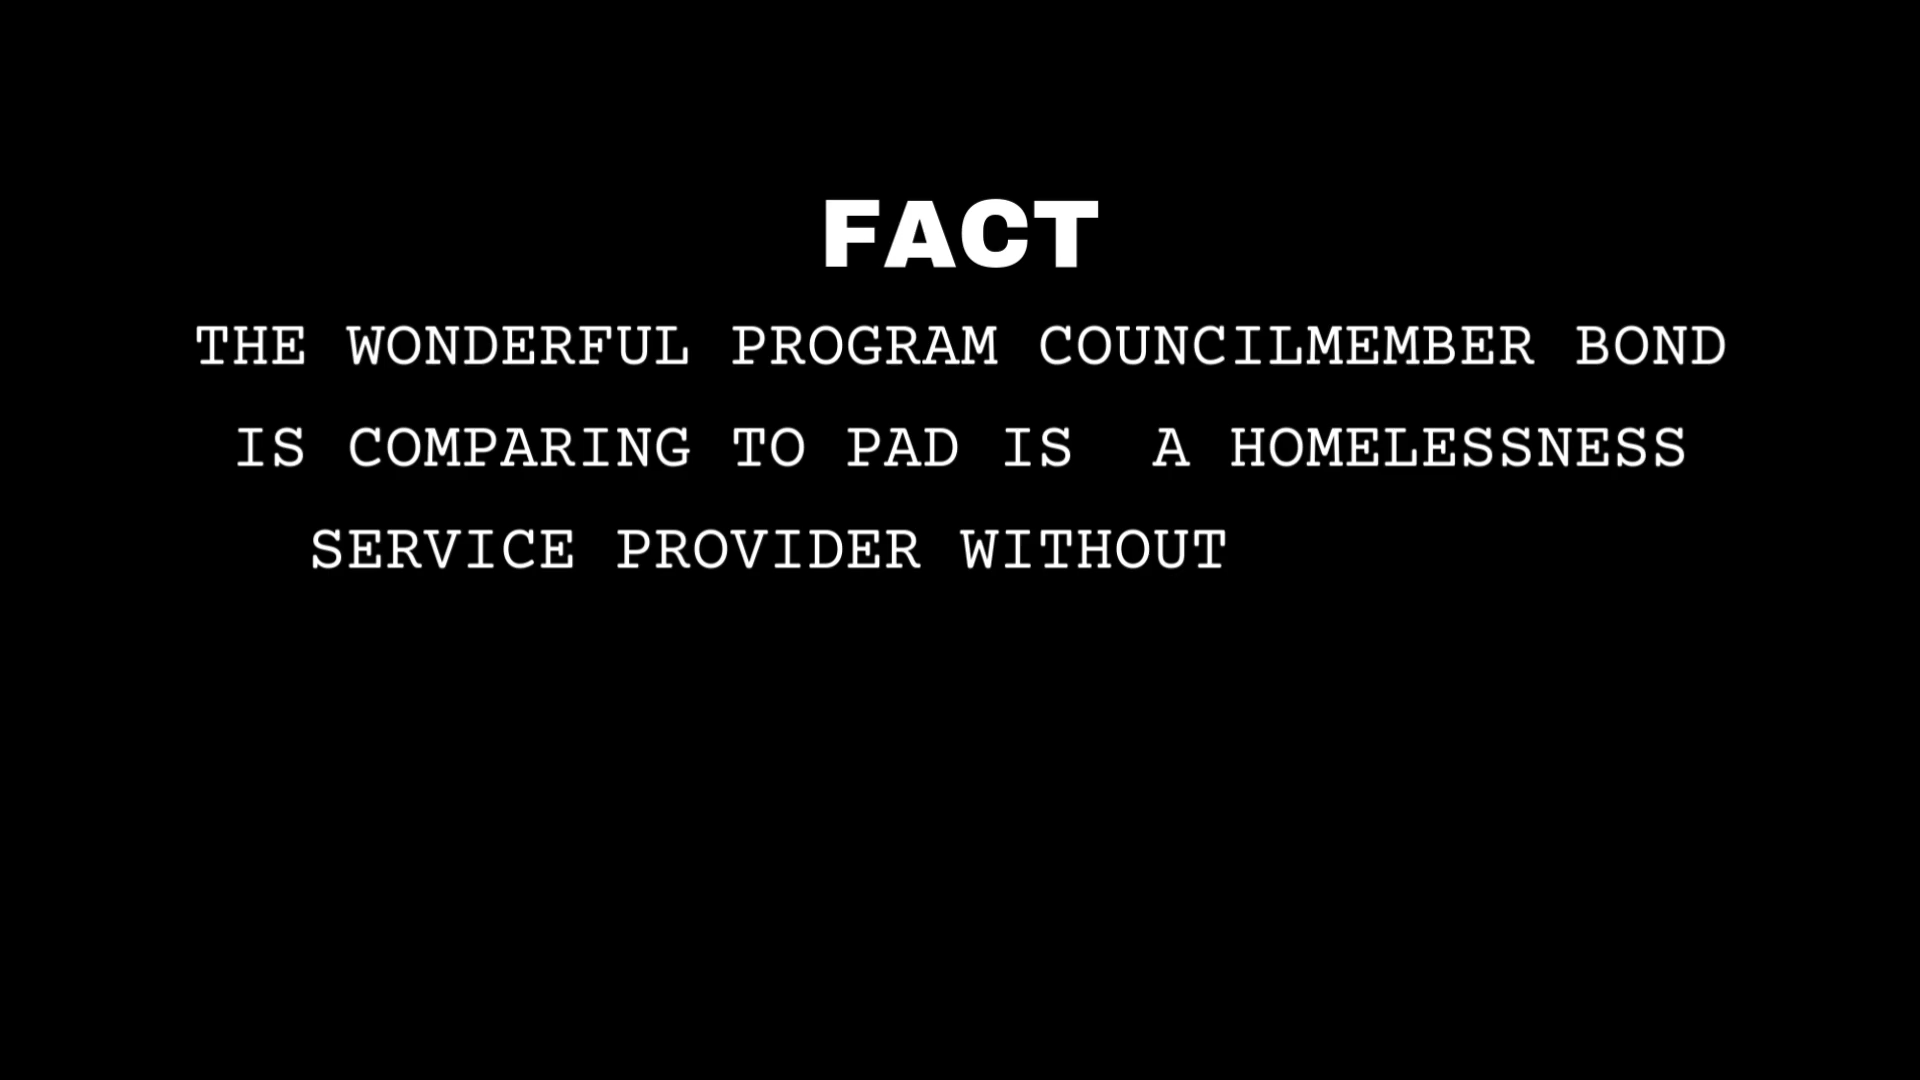 FACT
THE WONDERFUL PROGRAM COUNCILMEMBER BOND
IS COMPARING TO PAD IS  A HOMELESSNESS
SERVICE PROVIDER WITHOUT